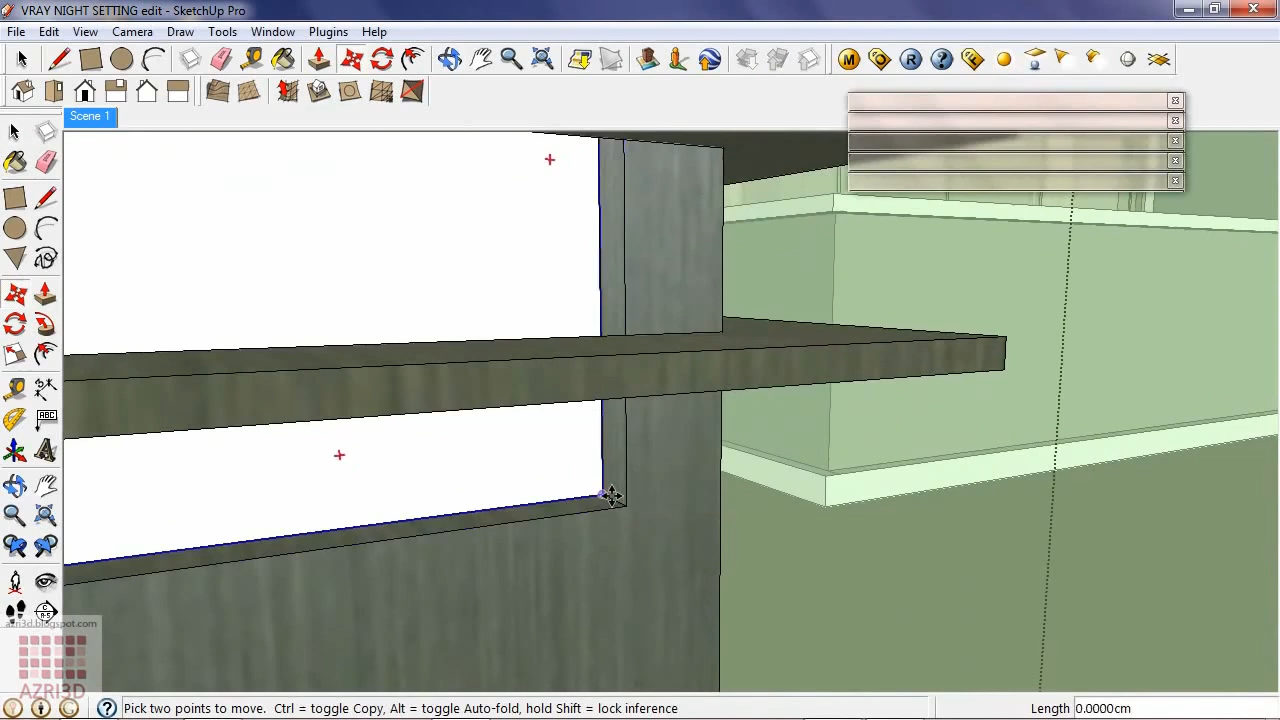 VRAY NIGHT SETTING edit - SketchUp Pro
File Edit View Camera Draw Tools Window Plugins Help
M R ? F
Scene 1
ABC
A
azri3d.blogspot.com
AZRI3D
? Pick two points to move.  Ctrl = toggle Copy, Alt = toggle Auto-fold, hold Shift = lock inference Length 0.0000cm